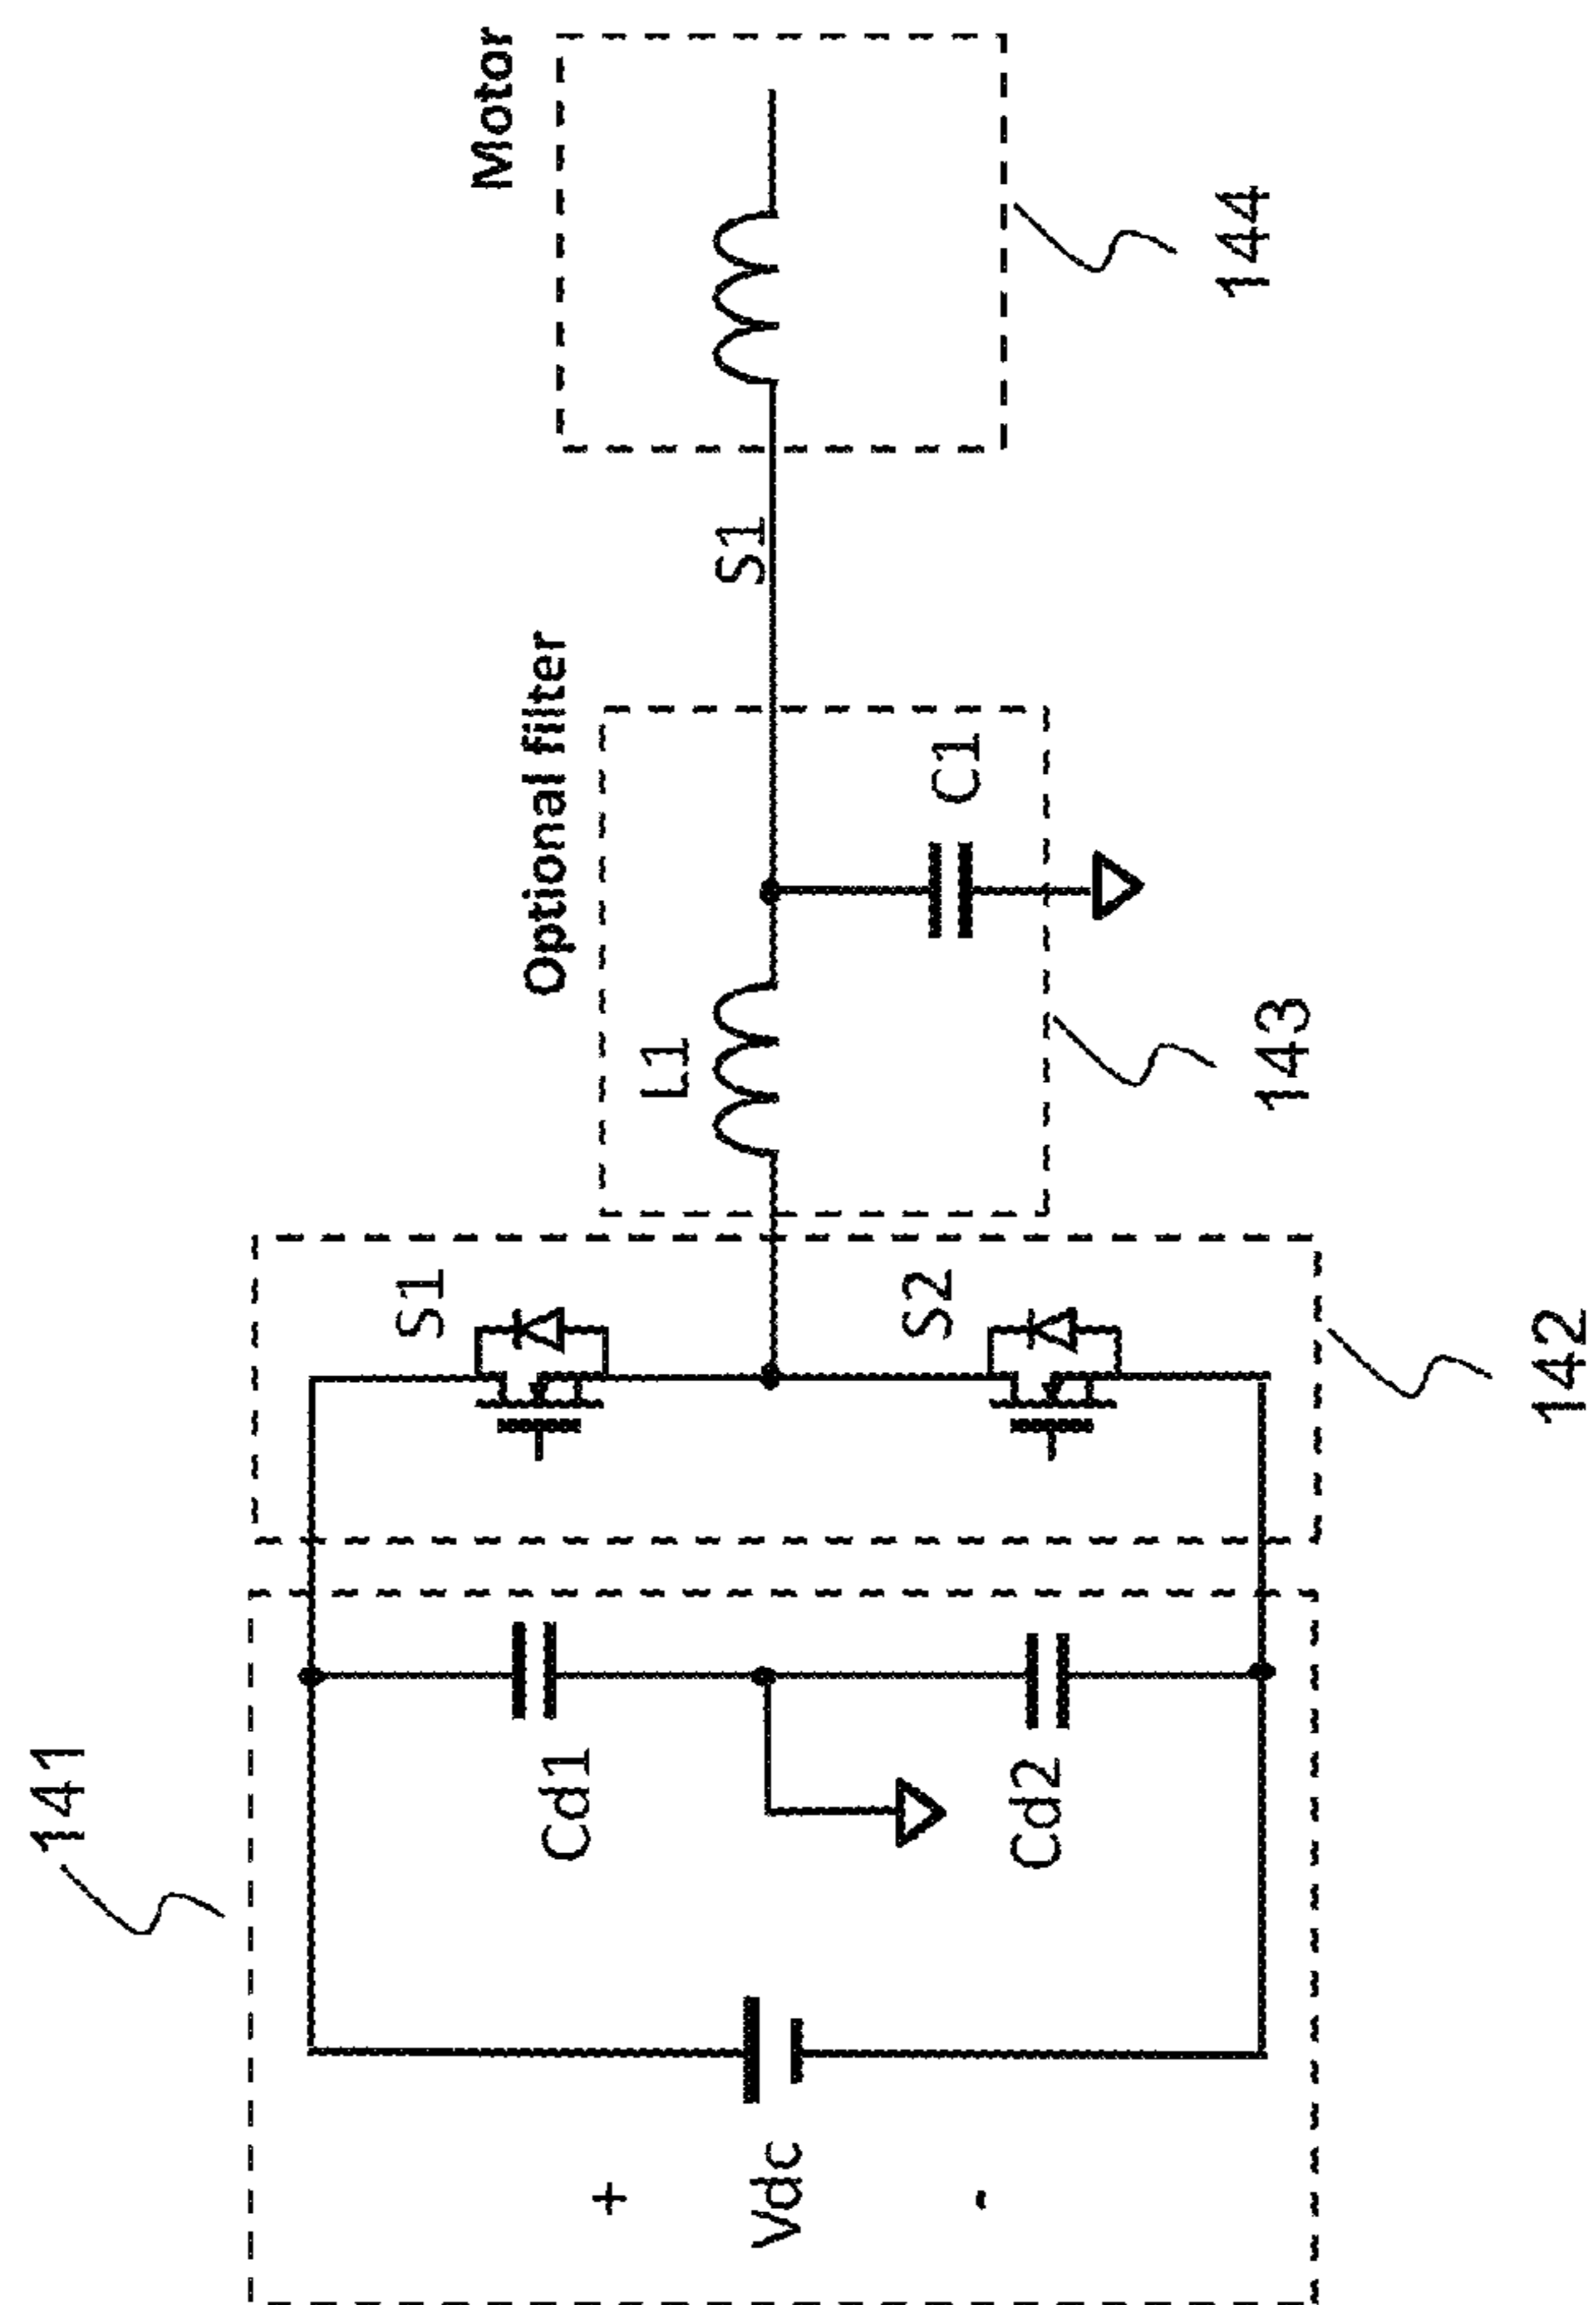 141
+
Vdc
-
Cd1
Cd2
S1
S2
142
Optional filter
L1
C1
143
S1
Motor
144